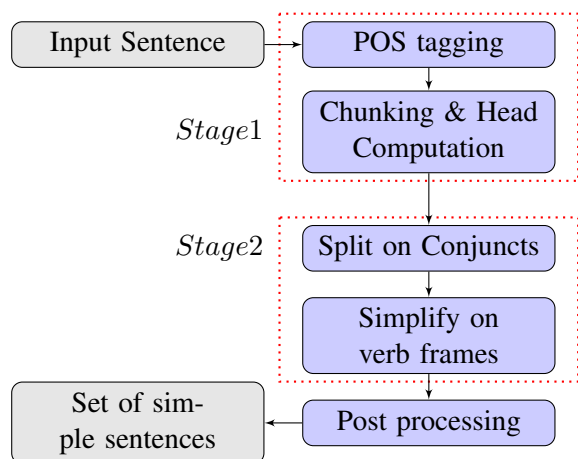 Input Sentence
POS tagging
Stage1
Chunking & Head
Computation
Stage2
Split on Conjuncts
Simplify on
verb frames
Set of sim-
ple sentences
Post processing